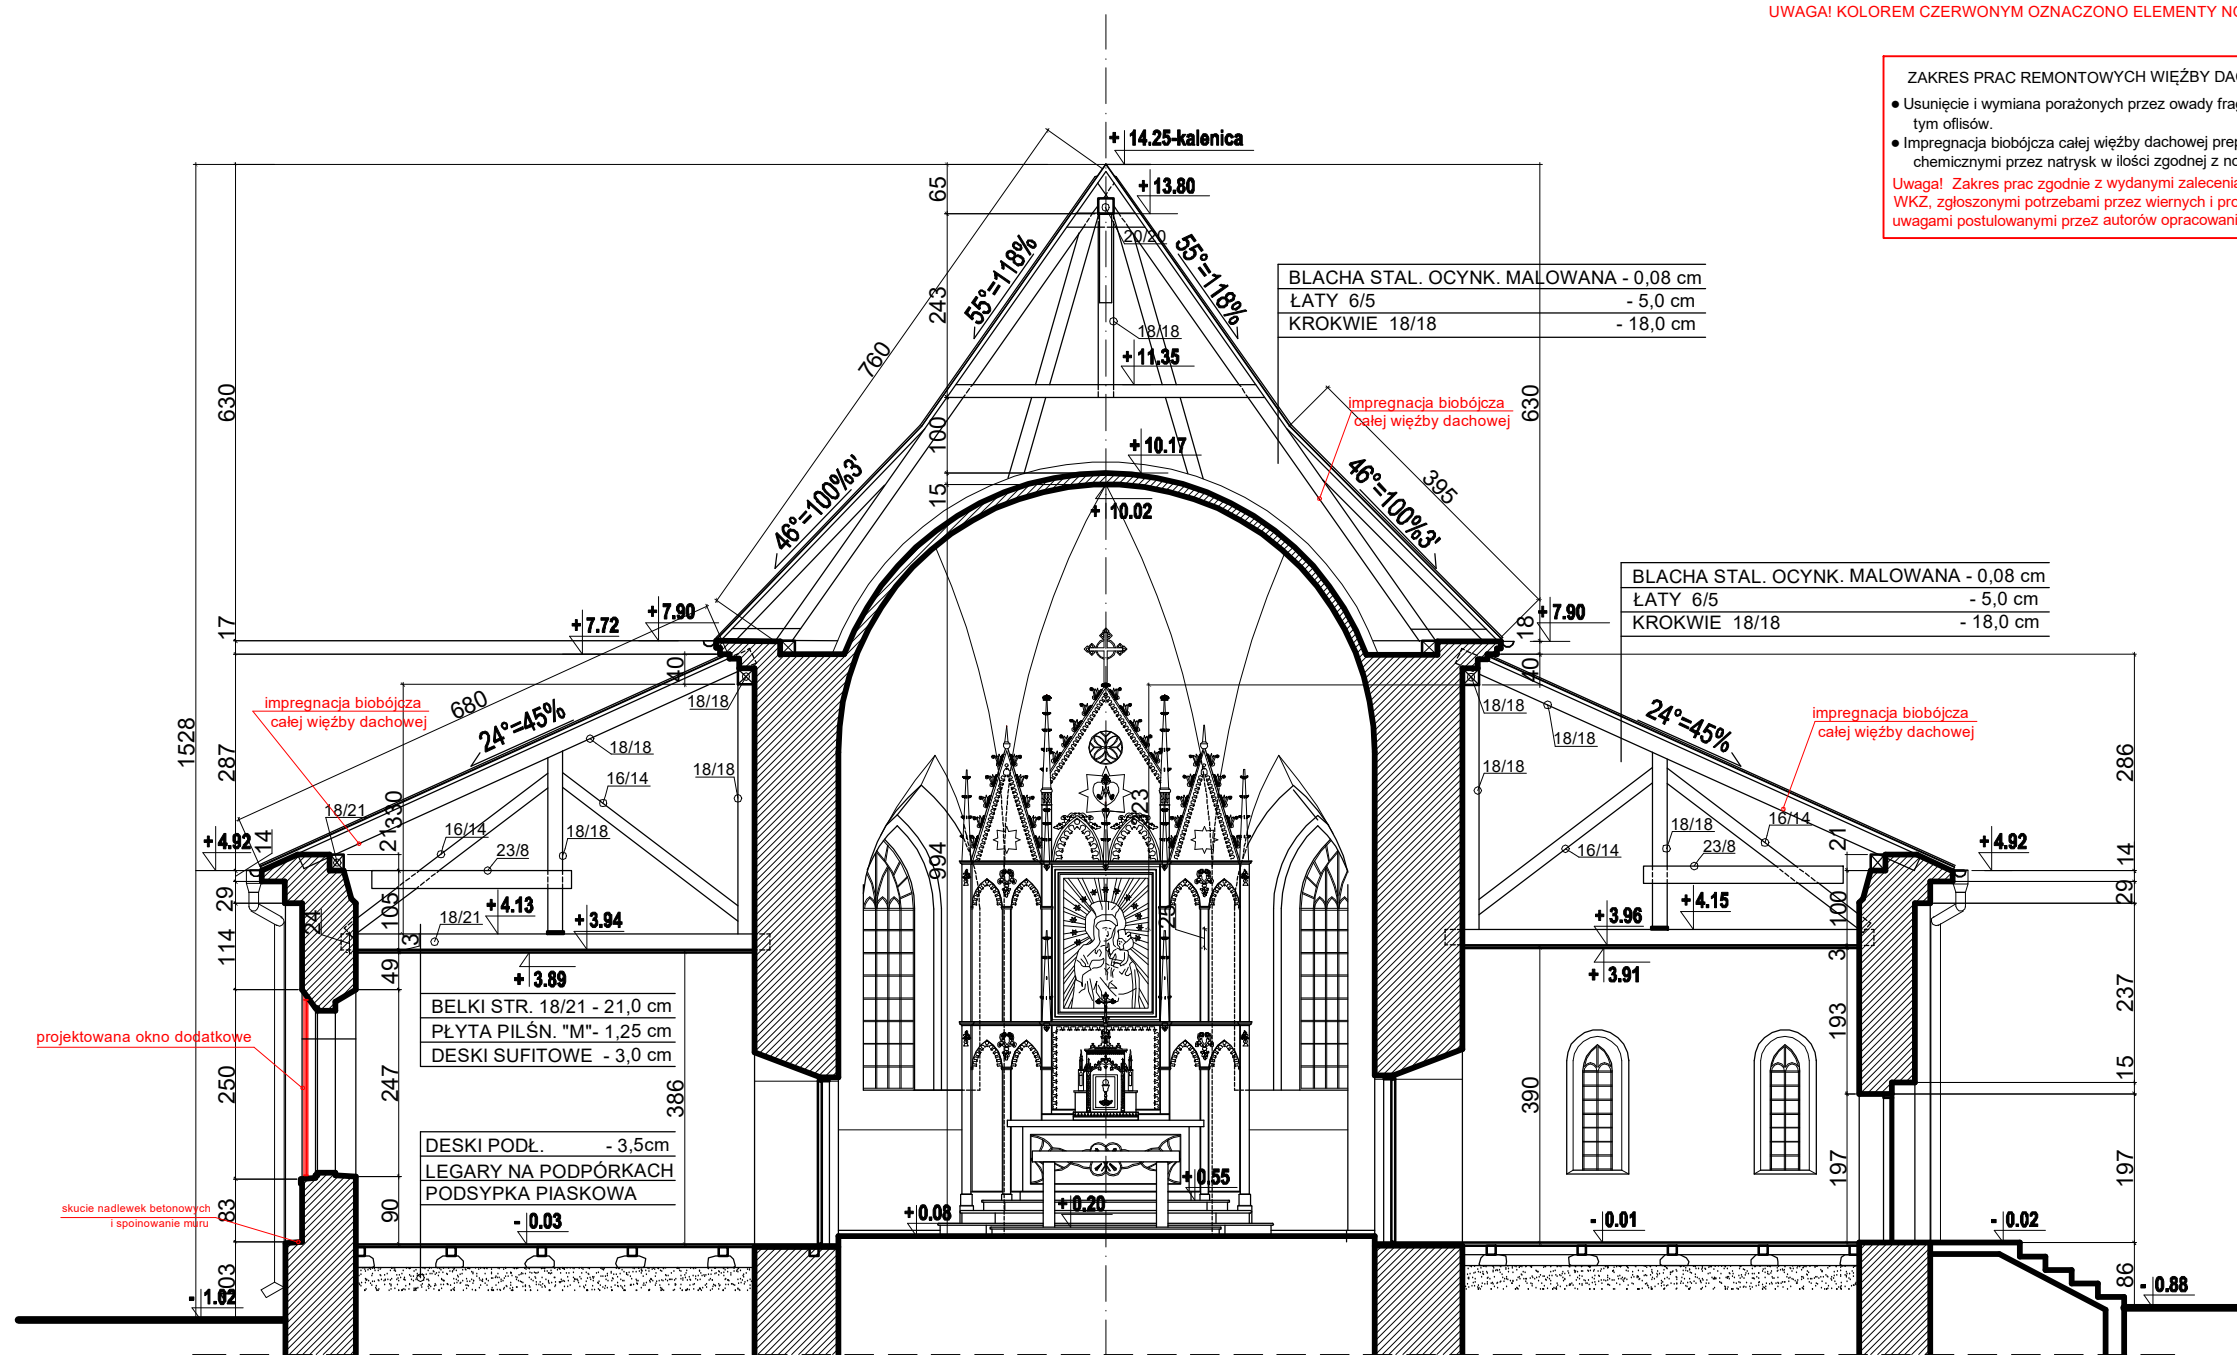 UWAGA! KOLOREM CZERWONYM OZNACZONO ELEMENTY
ZAKRES PRAC REMONTOWYCH WIĘŹBY
● Usunięcie i wymiana porażonych przez owady
tym oflisów.
● Impregnacja biobójcza całej więźby dachowej
chemicznymi przez natrysk w ilości zgodnej z
Uwaga! Zakres prac zgodnie z wydanymi
WKZ, zgłoszonymi potrzebami przez wiernych i
uwagami postulowanymi przez autorów
+ 14.25-kalenica
+ 13.80
65
20/20
55°=118%
55°=118%
243
18/18
+ 11.35
760
BLACHA STAL. OCYNK. MALOWANA - 0,08 cm
ŁATY 6/5 - 5,0 cm
KROKWIE 18/18 - 18,0 cm
630
630
impregnacja biobójcza
całej więźby dachowej
100
+ 10.17
15
+ 10.02
46°=100%3'
46°=100%3'
395
BLACHA STAL. OCYNK. MALOWANA - 0,08 cm
ŁATY 6/5 - 5,0 cm
KROKWIE 18/18 - 18,0 cm
17
+ 7.72
+ 7.90
+ 7.90
18
40
40
impregnacja biobójcza
całej więźby dachowej
680
24°=45%
18/18
18/18
18/18
24°=45%
impregnacja biobójcza
całej więźby dachowej
1528
287
18/18
16/14
18/18
18/18
286
330
18/21
21
16/14
23/8
18/18
16/14
18/18
23/8
16/14
21
+ 4.92
14
+ 4.92
14
994
323
29
105
24
18/21
+ 4.13
+ 3.94
3
+ 3.96
+ 4.15
100
29
114
49
+ 3.89
+ 3.91
3
237
BELKI STR. 18/21 - 21,0 cm
PŁYTA PILŚN. "M"- 1,25 cm
DESKI SUFITOWE - 3,0 cm
projektowana okno dodatkowe
193
15
250
247
386
390
DESKI PODŁ. - 3,5cm
LEGARY NA PODPÓRKACH
PODSYPKA PIASKOWA
197
197
skucie nadlewek betonowych
i spoinowanie muru
83
90
- 0.03
+ 0.08
+ 0.20
+ 0.55
- 0.01
- 0.02
- 1.02
86
- 0.88